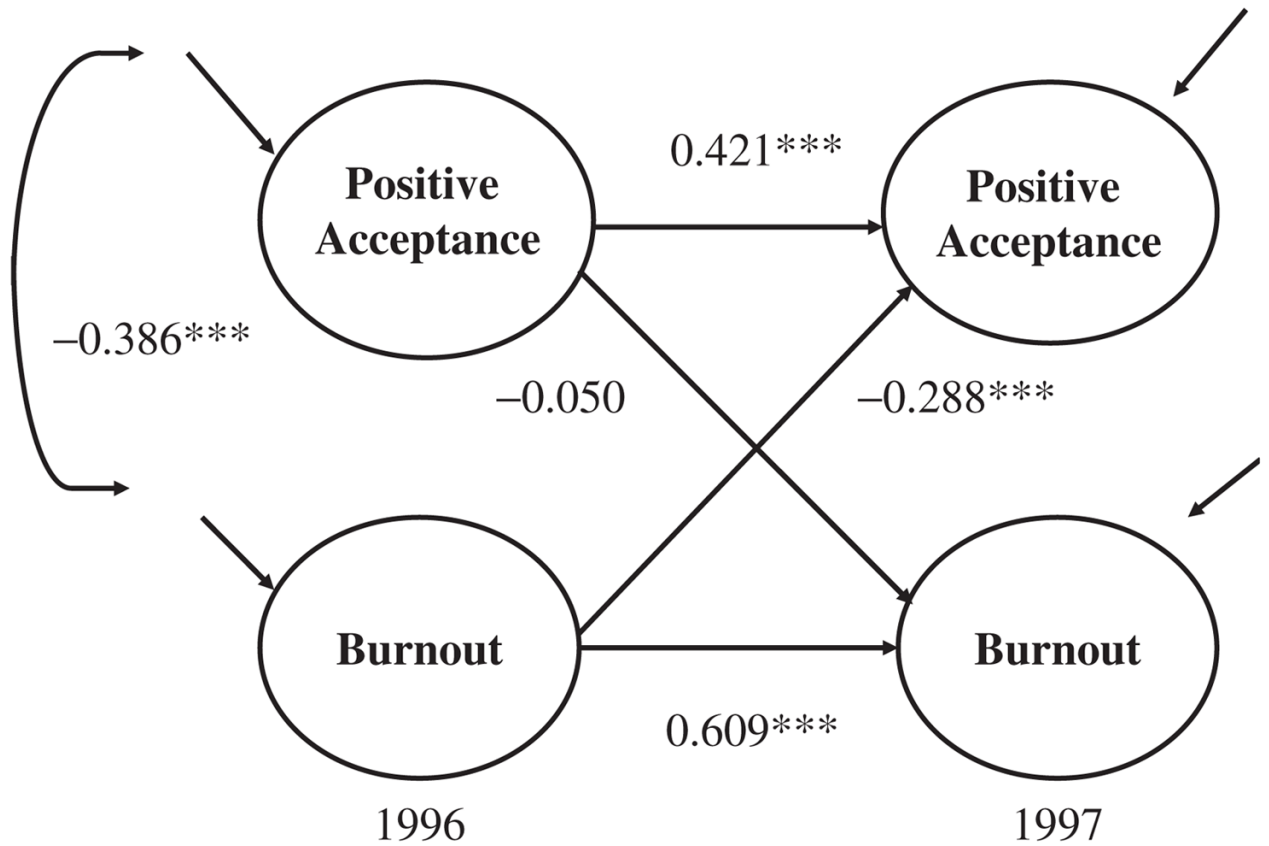 0.421***
Positive
Acceptance
Positive
Acceptance
–0.386***
–0.050
–0.288***
Burnout
Burnout
0.609***
1996
1997